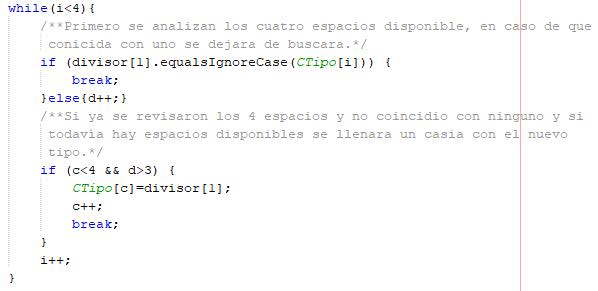 while(i<4){
/**Primero se analizan los cuatro espacios disponible, en caso de que
conicida con uno se dejara de buscara.*/
if (divisor[1].equalsIgnoreCase(CTipo[i])) {
break;
}else{d++;}
/**Si ya se revisaron los 4 espacios y no coincidio con ninguno y si
todavía hay espacios disponibles se llenara un casia con el nuevo
tipo.*/
if (c<4 && d>3) {
CTipo[c]=divisor[1];
c++;
break;
}
i++;
}